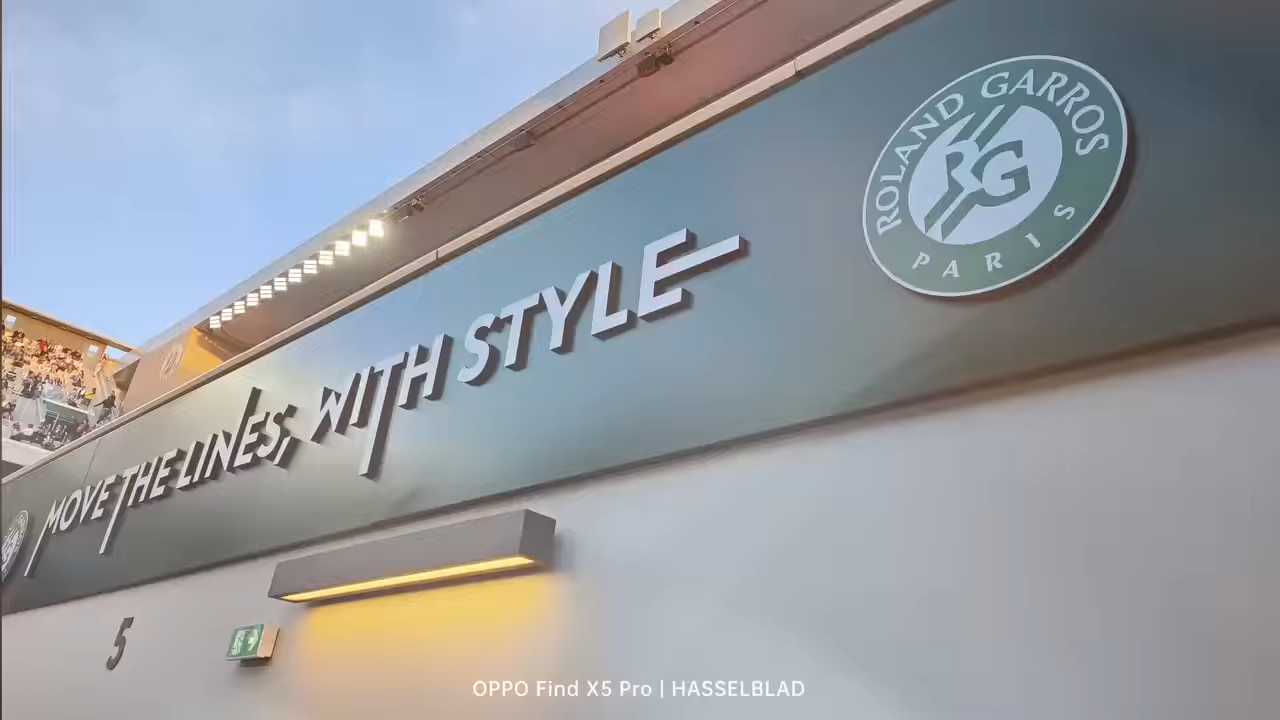 ROLAND GARROS
RG
PARIS
MOVE THE LINES, WITH STYLE
5
OPPO Find X5 Pro | HASSELBLAD